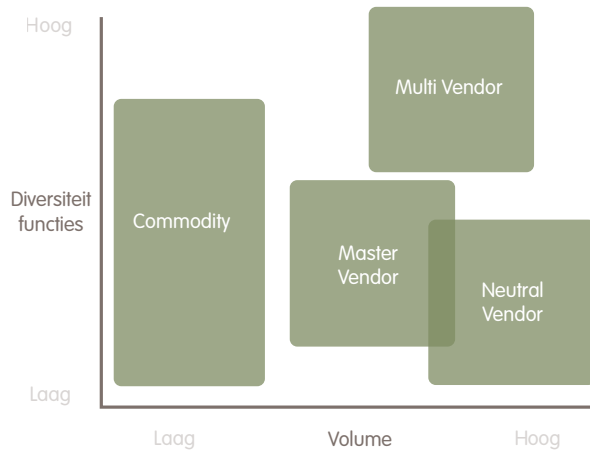 Hoog
Multi Vendor
Diversiteit
functies
Commodity
Master
Vendor
Neutral
Vendor
Laag
Laag
Volume
Hoog